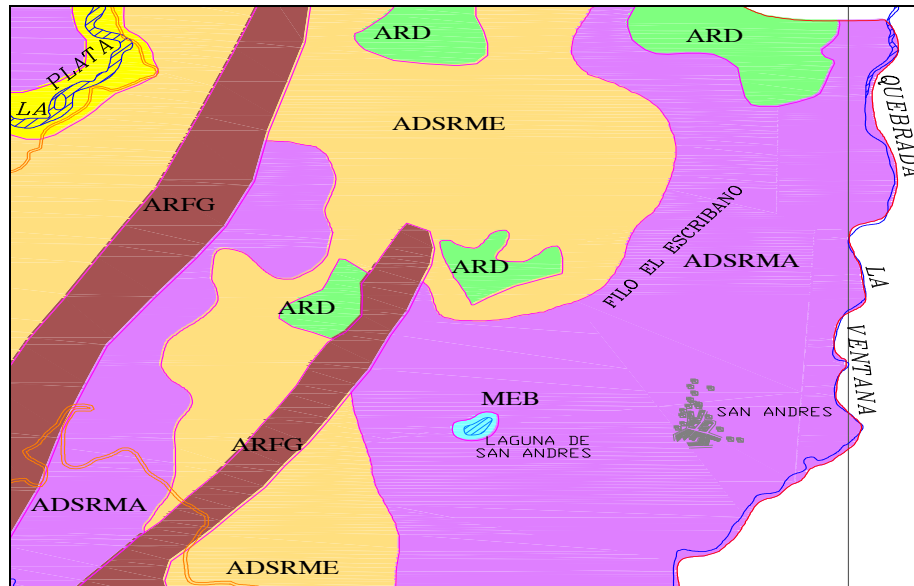 ARD
ARD
PLATA
LA
QUEBRADA
ADSRME
ARFG
FILO EL ESCRIBANO
ADSRMA
ARD
LA
ARD
VENTANA
MEB
SAN ANDRES
ARFG
LAGUNA DE
SAN ANDRES
ADSRMA
ADSRME